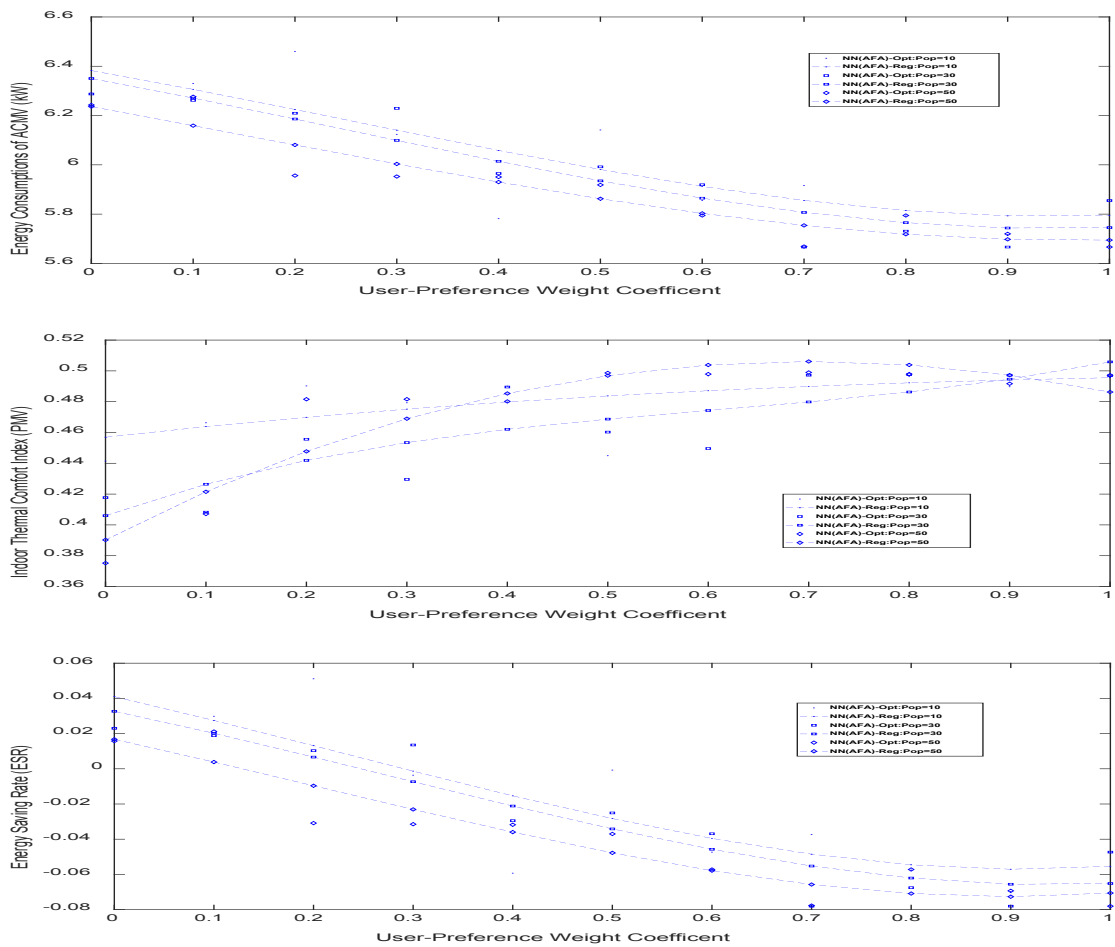 6.6
6.4
6.2
6
5.8
5.6
Energy Consumptions of ACMV (kW)
NN(AFA)-Opt:Pop=10
NN(AFA)-Reg:Pop=10
NN(AFA)-Opt:Pop=30
NN(AFA)-Reg:Pop=30
NN(AFA)-Opt:Pop=50
NN(AFA)-Reg:Pop=50
0 0.1 0.2 0.3 0.4 0.5 0.6 0.7 0.8 0.9 1
User-Preference Weight Coefficent
0.52
0.5
0.48
0.46
0.44
0.42
0.4
0.38
0.36
Indoor Thermal Comfort Index (PMV)
NN(AFA)-Opt:Pop=10
NN(AFA)-Reg:Pop=10
NN(AFA)-Opt:Pop=30
NN(AFA)-Reg:Pop=30
NN(AFA)-Opt:Pop=50
NN(AFA)-Reg:Pop=50
0 0.1 0.2 0.3 0.4 0.5 0.6 0.7 0.8 0.9 1
User-Preference Weight Coefficent
0.06
0.04
0.02
0
-0.02
-0.04
-0.06
-0.08
Energy Saving Rate (ESR)
NN(AFA)-Opt:Pop=10
NN(AFA)-Reg:Pop=10
NN(AFA)-Opt:Pop=30
NN(AFA)-Reg:Pop=30
NN(AFA)-Opt:Pop=50
NN(AFA)-Reg:Pop=50
0 0.1 0.2 0.3 0.4 0.5 0.6 0.7 0.8 0.9 1
User-Preference Weight Coefficent